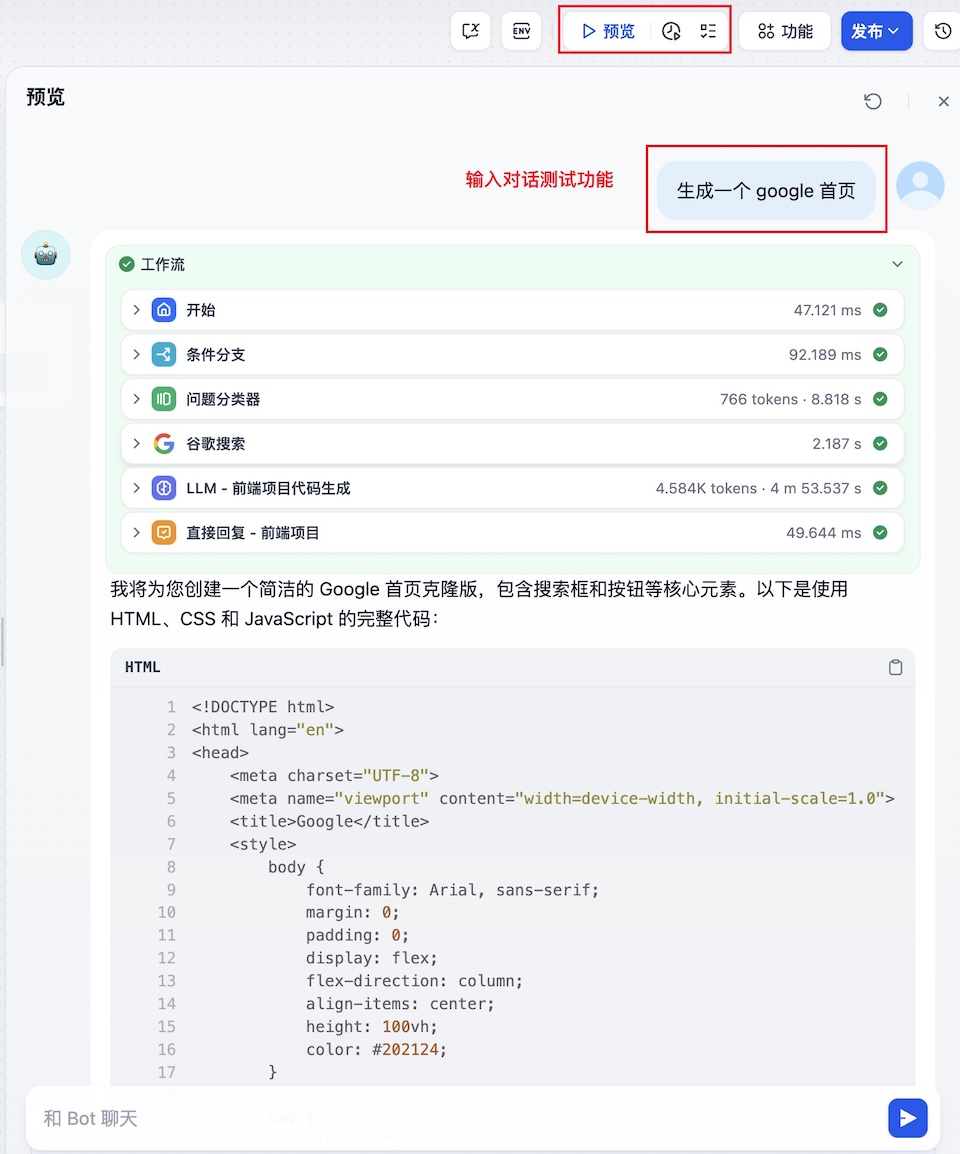 ENV
预览
功能
发布
预览
输入对话测试功能
生成一个 google 首页
工作流
开始 47.121 ms
条件分支 92.189 ms
问题分类器 766 tokens · 8.818 s
谷歌搜索 2.187 s
LLM - 前端项目代码生成 4.584K tokens · 4 m 53.537 s
直接回复 - 前端项目 49.644 ms
我将为您创建一个简洁的 Google 首页克隆版，包含搜索框和按钮等核心元素。以下是使用
HTML、CSS 和 JavaScript 的完整代码：
HTML
1 <!DOCTYPE html>
2 <html lang="en">
3 <head>
4     <meta charset="UTF-8">
5     <meta name="viewport" content="width=device-width, initial-scale=1.0">
6     <title>Google</title>
7     <style>
8         body {
9             font-family: Arial, sans-serif;
10             margin: 0;
11             padding: 0;
12             display: flex;
13             flex-direction: column;
14             align-items: center;
15             height: 100vh;
16             color: #202124;
17         }
和 Bot 聊天